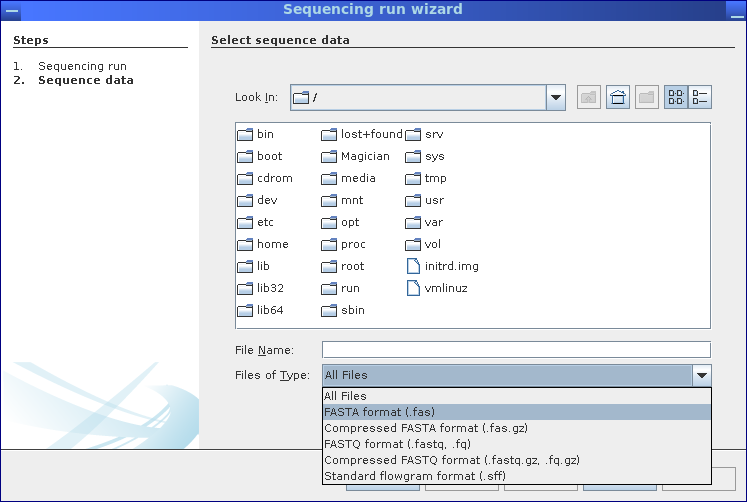 Sequencing run wizard
Steps
1. Sequencing run
2. Sequence data
Select sequence data
Look In: /
bin lost+found srv
boot Magician sys
cdrom media tmp
dev mnt usr
etc opt var
home proc vol
lib root initrd.img
lib32 run vmlinuz
lib64 sbin
File Name:
Files of Type: All Files
All Files
FASTA format (.fas)
Compressed FASTA format (.fas.gz)
FASTQ format (.fastq, .fq)
Compressed FASTQ format (.fastq.gz, .fq.gz)
Standard flowgram format (.sff)